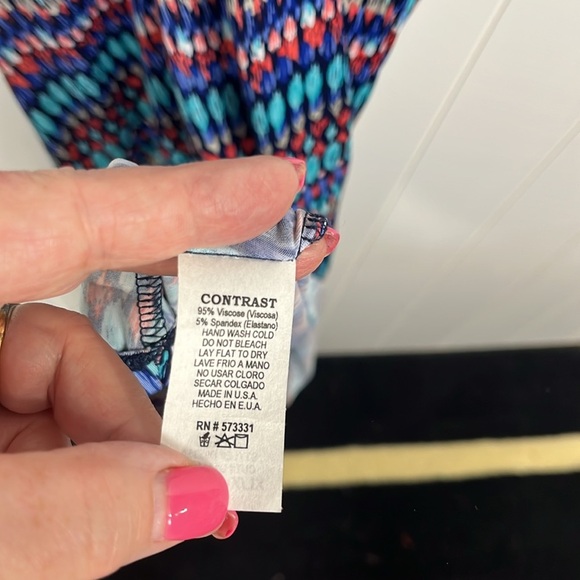 CONTRAST
95% Viscose (Viscosa)
5% Spandex (Elastano)
HAND WASH COLD
DO NOT BLEACH
LAY FLAT TO DRY
LAVE FRIO A MANO
NO USAR CLORO
SECAR COLGADO
MADE IN U.S.A.
HECHO EN E.U.A.
RN # 573331